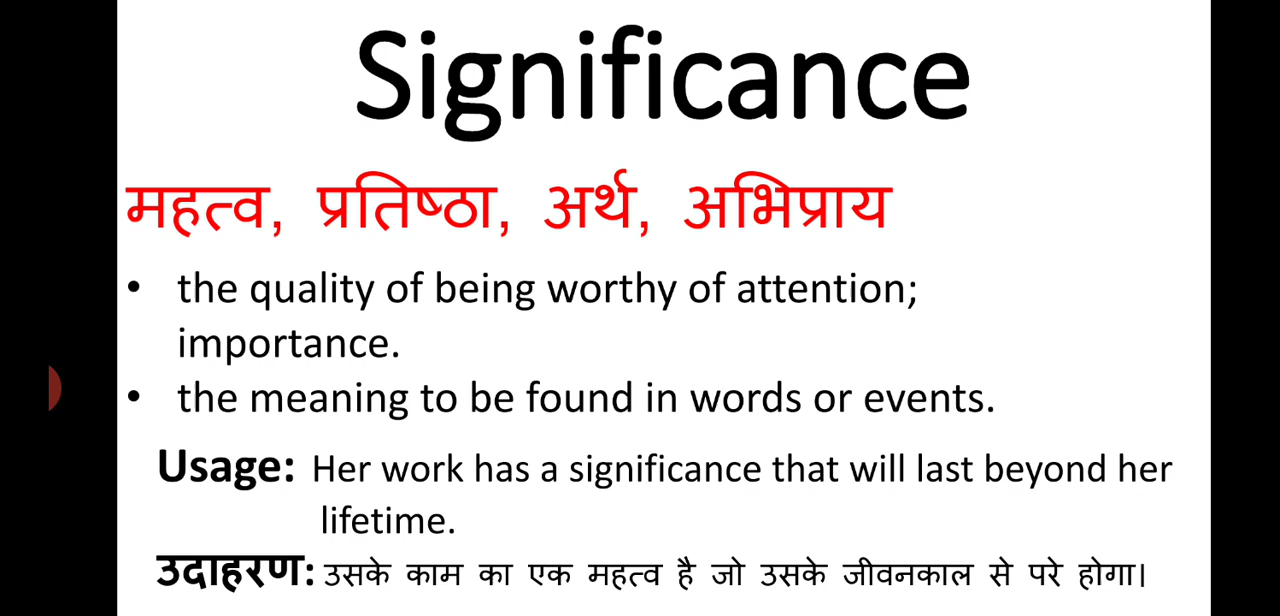 Significance
महत्व, प्रतिष्ठा, अर्थ, अभिप्राय
• the quality of being worthy of attention;
importance.
• the meaning to be found in words or events.
Usage: Her work has a significance that will last beyond her
lifetime.
उदाहरण: उसके काम का एक महत्व है जो उसके जीवनकाल से परे होगा।